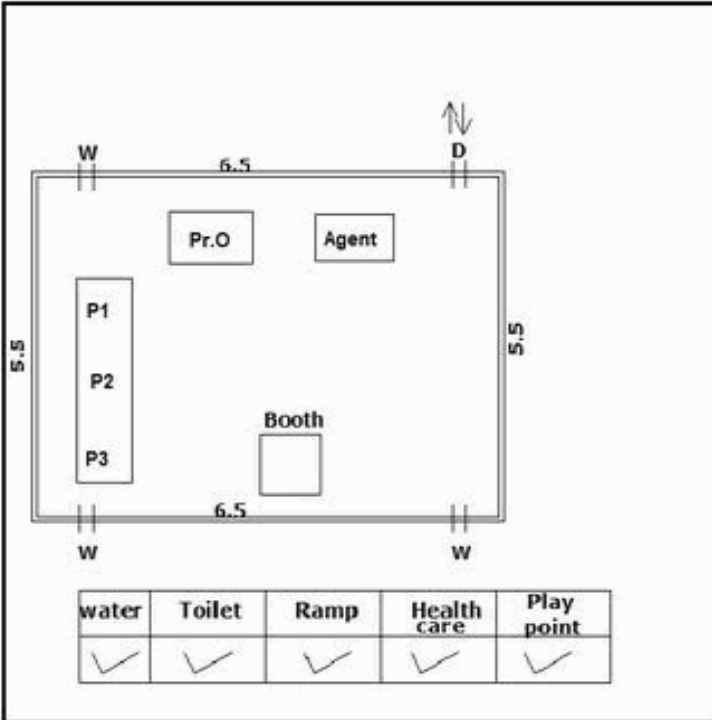 W
D
6.5
Pr.O
Agent
P1
5.5
5.5
P2
Booth
P3
6.5
W
W
water Toilet Ramp Health care Play point